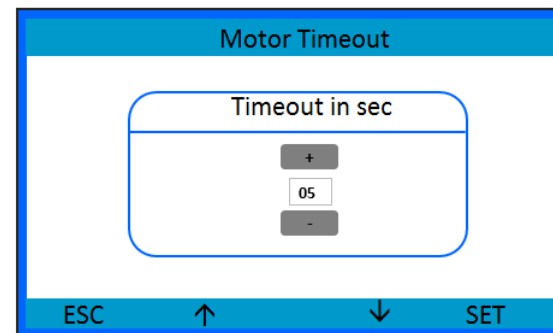 Motor Timeout
Timeout in sec
+
05
-
ESC ↑ ↓ SET